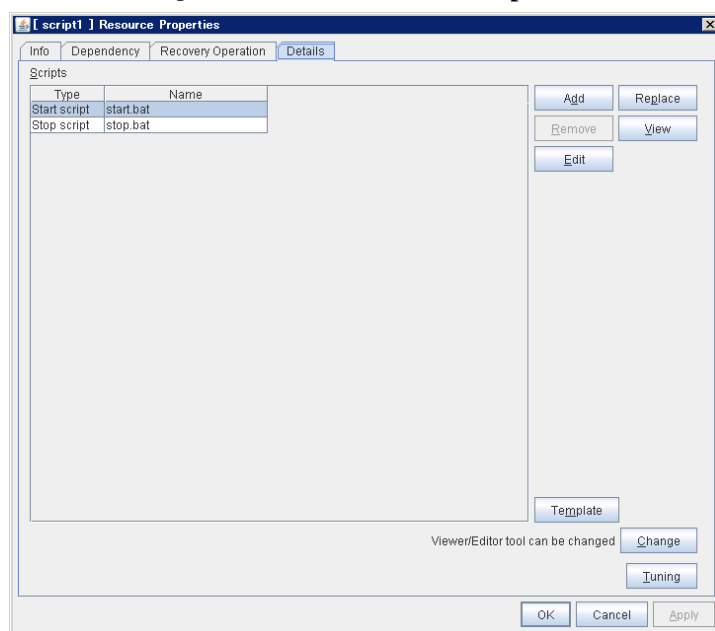 [ script1 ] Resource Properties
Info Dependency Recovery Operation Details
Scripts
Type Name
Start script start.bat
Stop script stop.bat
Add Replace
Remove View
Edit
Template
Viewer/Editor tool can be changed Change
Tuning
OK Cancel Apply